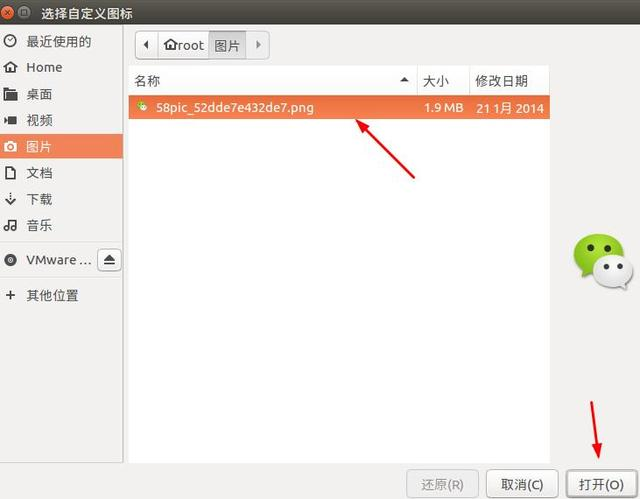 选择自定义图标
最近使用的
Home
桌面
视频
图片
文档
下载
音乐
VMware ...
其他位置
root 图片
名称 大小 修改日期
58pic_52dde7e432de7.png 1.9 MB 21 1月 2014
还原(R) 取消(C) 打开(O)